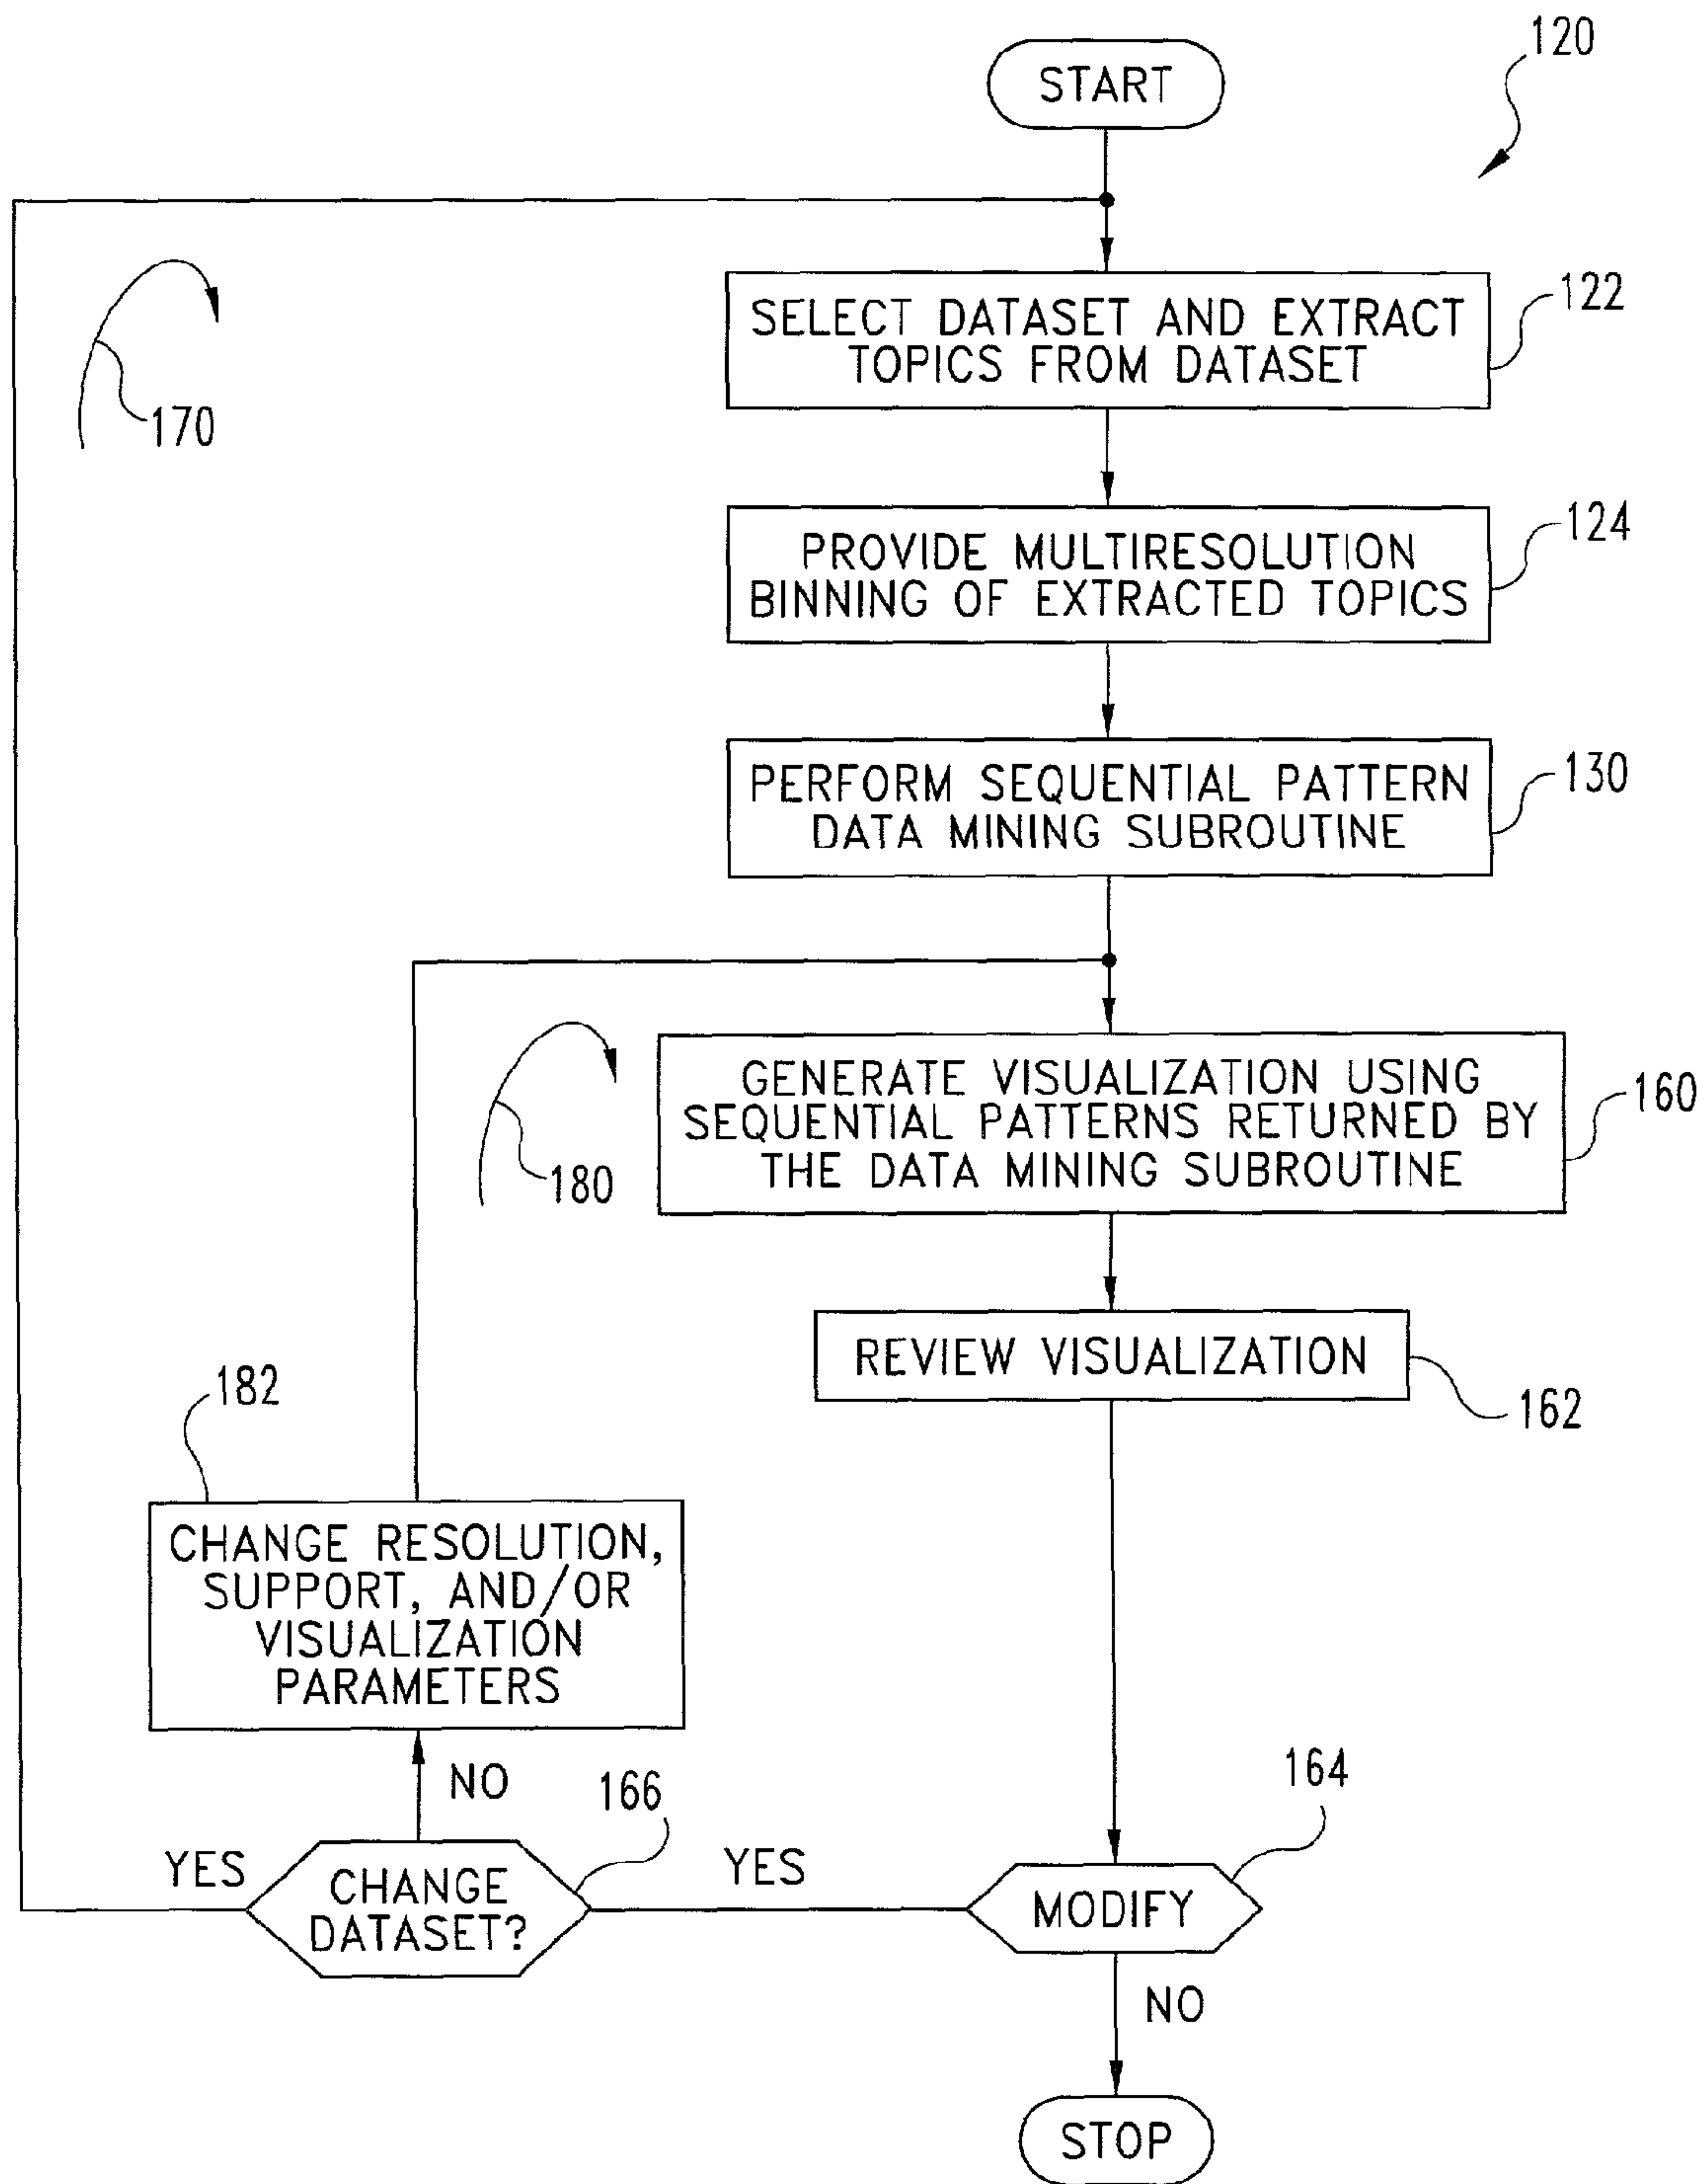 120
START
SELECT DATASET AND EXTRACT
TOPICS FROM DATASET
122
170
PROVIDE MULTIRESOLUTION
BINNING OF EXTRACTED TOPICS
124
PERFORM SEQUENTIAL PATTERN
DATA MINING SUBROUTINE
130
GENERATE VISUALIZATION USING
SEQUENTIAL PATTERNS RETURNED BY
THE DATA MINING SUBROUTINE
160
180
REVIEW VISUALIZATION
162
182
CHANGE RESOLUTION,
SUPPORT, AND/OR
VISUALIZATION
PARAMETERS
NO
166
164
YES
CHANGE
DATASET?
YES
MODIFY
NO
STOP